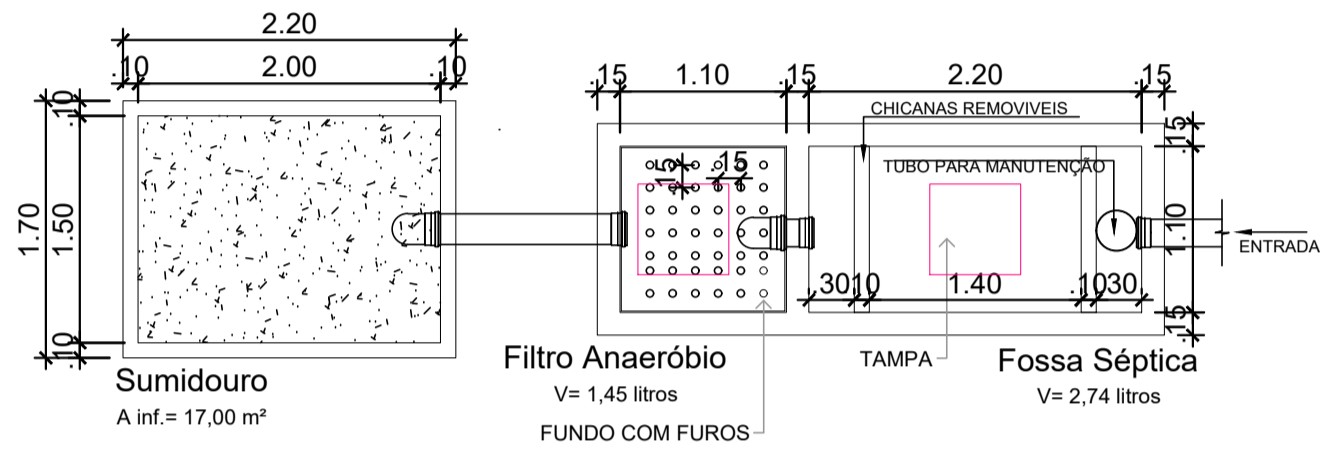 2.20
.10
2.00
.10
1.70
.10
1.50
.10
.15
1.10
.15
2.20
.15
CHICANAS REMOVIVEIS
TUBO PARA MANUTENÇÃO
.15
.15
.15
1.10
.15
ENTRADA
.30
.10
1.40
.10
.30
Sumidouro
A inf.= 17,00 m²
Filtro Anaeróbio
V= 1,45 litros
FUNDO COM FUROS
TAMPA
Fossa Séptica
V= 2,74 litros